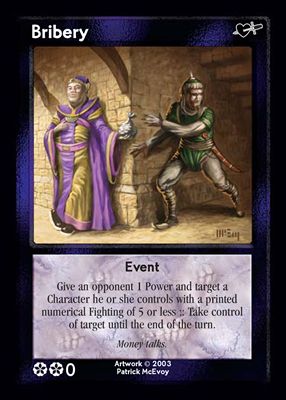 Bribery
Event
Give an opponent 1 Power and target a
Character he or she controls with a printed
numerical Fighting of 5 or less :: Take control
of target until the end of the turn.
Money talks.
0
Artwork © 2003
Patrick McEvoy